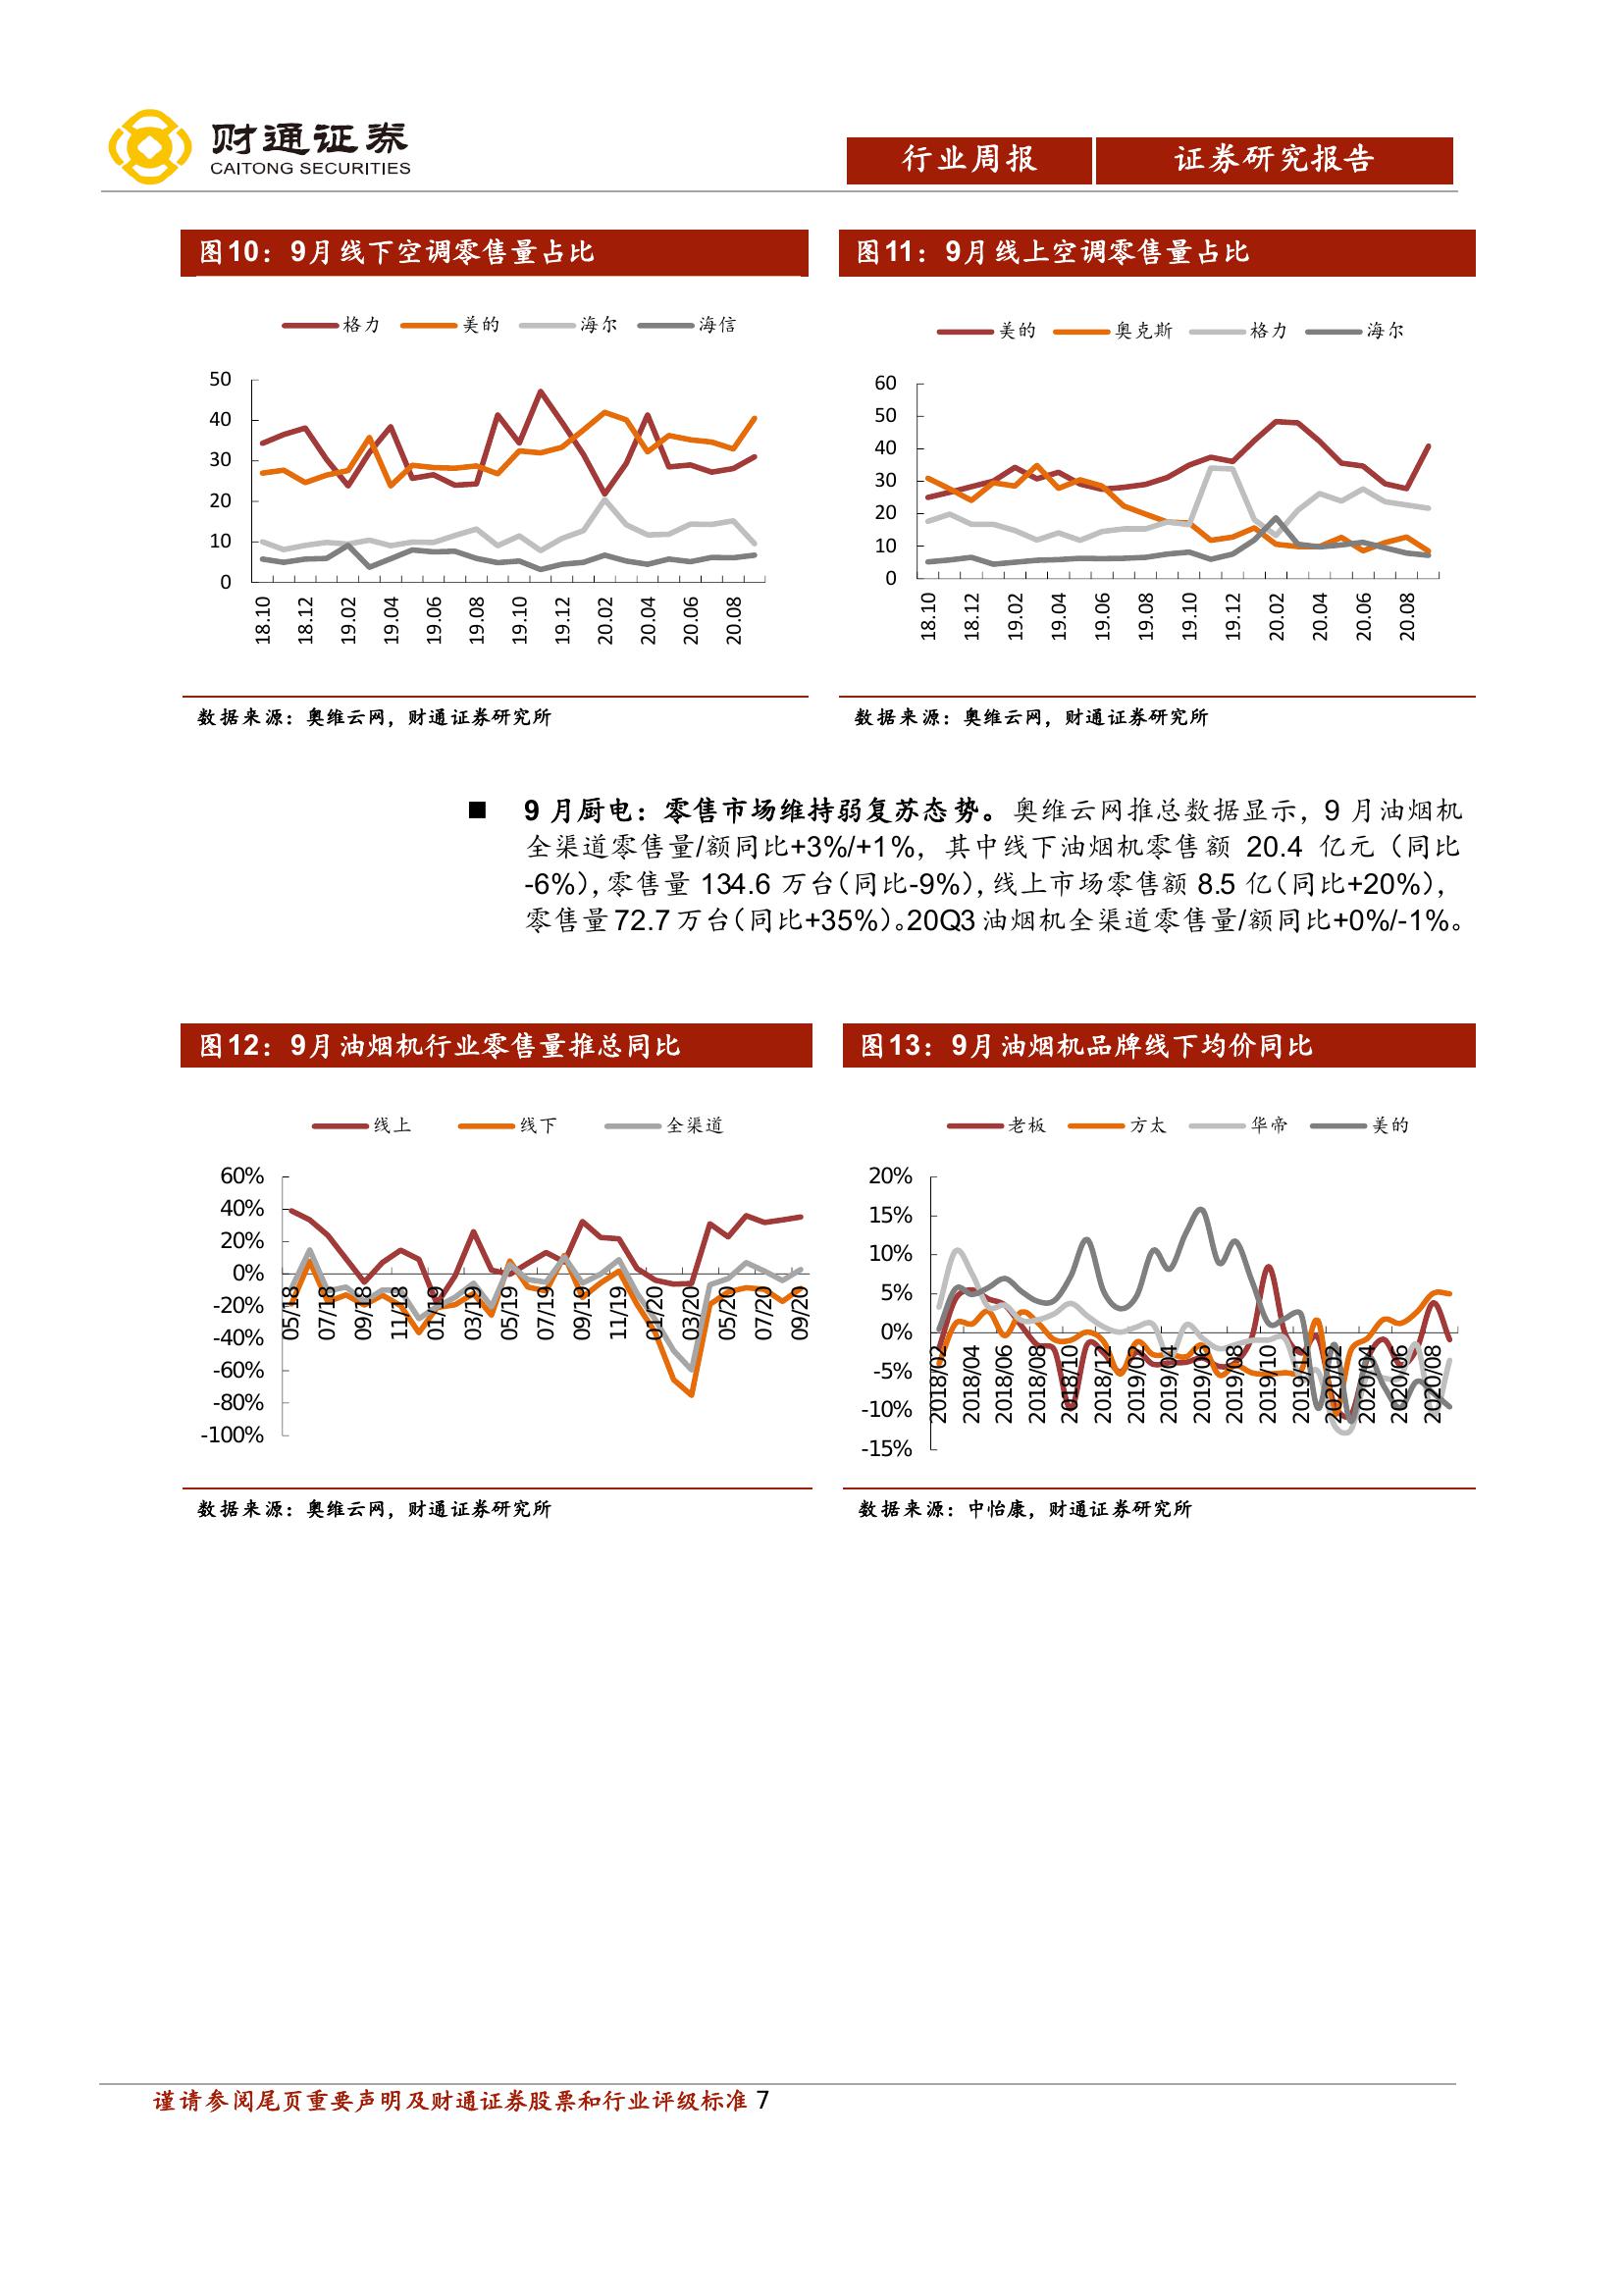 财通证券
CAITONG SECURITIES
行业周报 证券研究报告
图10：9月线下空调零售量占比
格力 美的 海尔 海信
50
40
30
20
10
0
18.10 18.12 19.02 19.04 19.06 19.08 19.10 19.12 20.02 20.04 20.06 20.08
数据来源：奥维云网，财通证券研究所
图11：9月线上空调零售量占比
美的 奥克斯 格力 海尔
60
50
40
30
20
10
0
18.10 18.12 19.02 19.04 19.06 19.08 19.10 19.12 20.02 20.04 20.06 20.08
数据来源：奥维云网，财通证券研究所
■ 9 月厨电：零售市场维持弱复苏态势。奥维云网推总数据显示，9 月油烟机
全渠道零售量/额同比+3%/+1%，其中线下油烟机零售额 20.4 亿元（同比
-6%），零售量 134.6 万台（同比-9%），线上市场零售额 8.5 亿（同比+20%），
零售量 72.7 万台（同比+35%）。20Q3 油烟机全渠道零售量/额同比+0%/-1%。
图12：9月油烟机行业零售量推总同比
线上 线下 全渠道
60%
40%
20%
0%
-20%
-40%
-60%
-80%
-100%
05/18 07/18 09/18 11/18 01/19 03/19 05/19 07/19 09/19 11/19 01/20 03/20 05/20 07/20 09/20
数据来源：奥维云网，财通证券研究所
图13：9月油烟机品牌线下均价同比
老板 方太 华帝 美的
20%
15%
10%
5%
0%
-5%
-10%
-15%
2018/02 2018/04 2018/06 2018/08 2018/10 2018/12 2019/02 2019/04 2019/06 2019/08 2019/10 2019/12 2020/02 2020/04 2020/06 2020/08
数据来源：中怡康，财通证券研究所
谨请参阅尾页重要声明及财通证券股票和行业评级标准 7